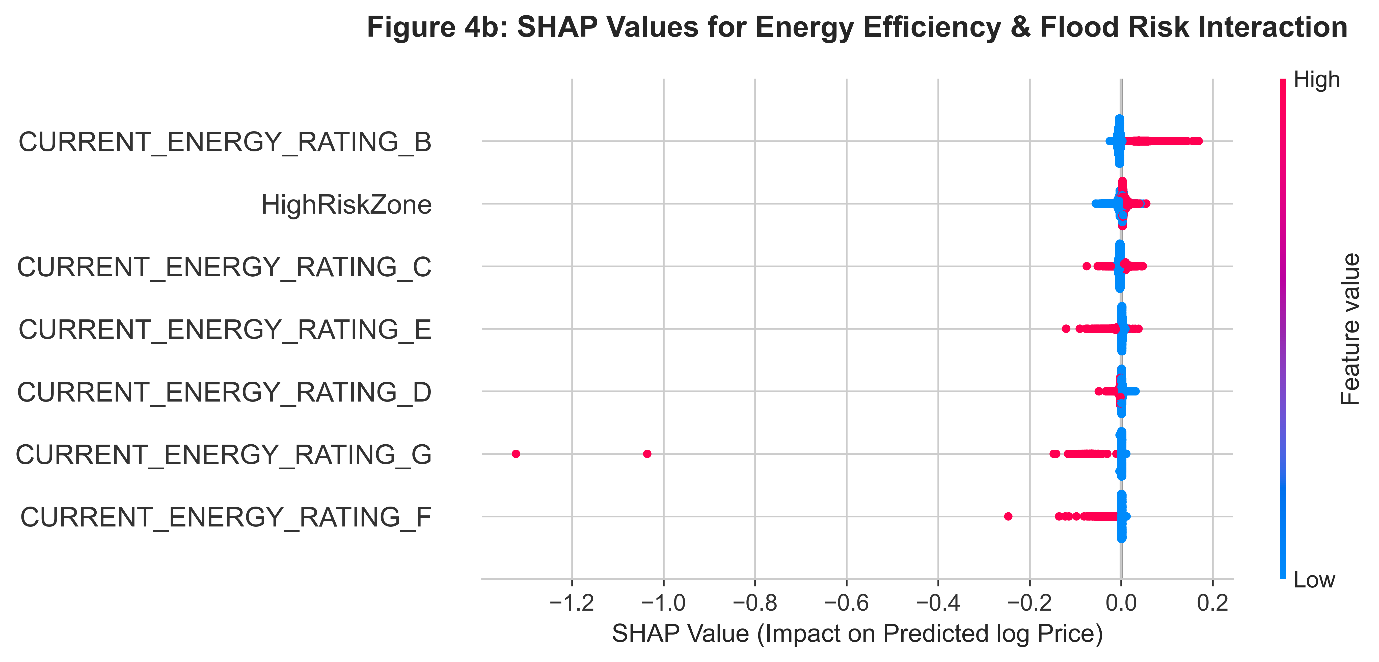 Figure 4b: SHAP Values for Energy Efficiency & Flood Risk Interaction
High
CURRENT_ENERGY_RATING_B
HighRiskZone
CURRENT_ENERGY_RATING_C
CURRENT_ENERGY_RATING_E
CURRENT_ENERGY_RATING_D
CURRENT_ENERGY_RATING_G
CURRENT_ENERGY_RATING_F
Feature value
Low
−1.2 −1.0 −0.8 −0.6 −0.4 −0.2 0.0 0.2
SHAP Value (Impact on Predicted log Price)